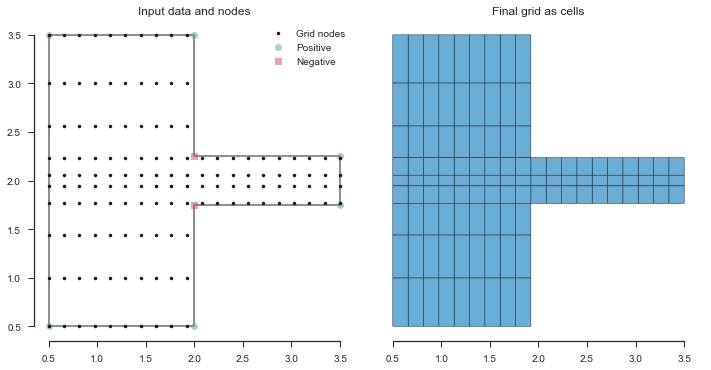 Input data and nodes
Final grid as cells
Grid nodes
Positive
Negative
3.5
3.0
2.5
2.0
1.5
1.0
0.5
0.5 1.0 1.5 2.0 2.5 3.0 3.5
0.5 1.0 1.5 2.0 2.5 3.0 3.5